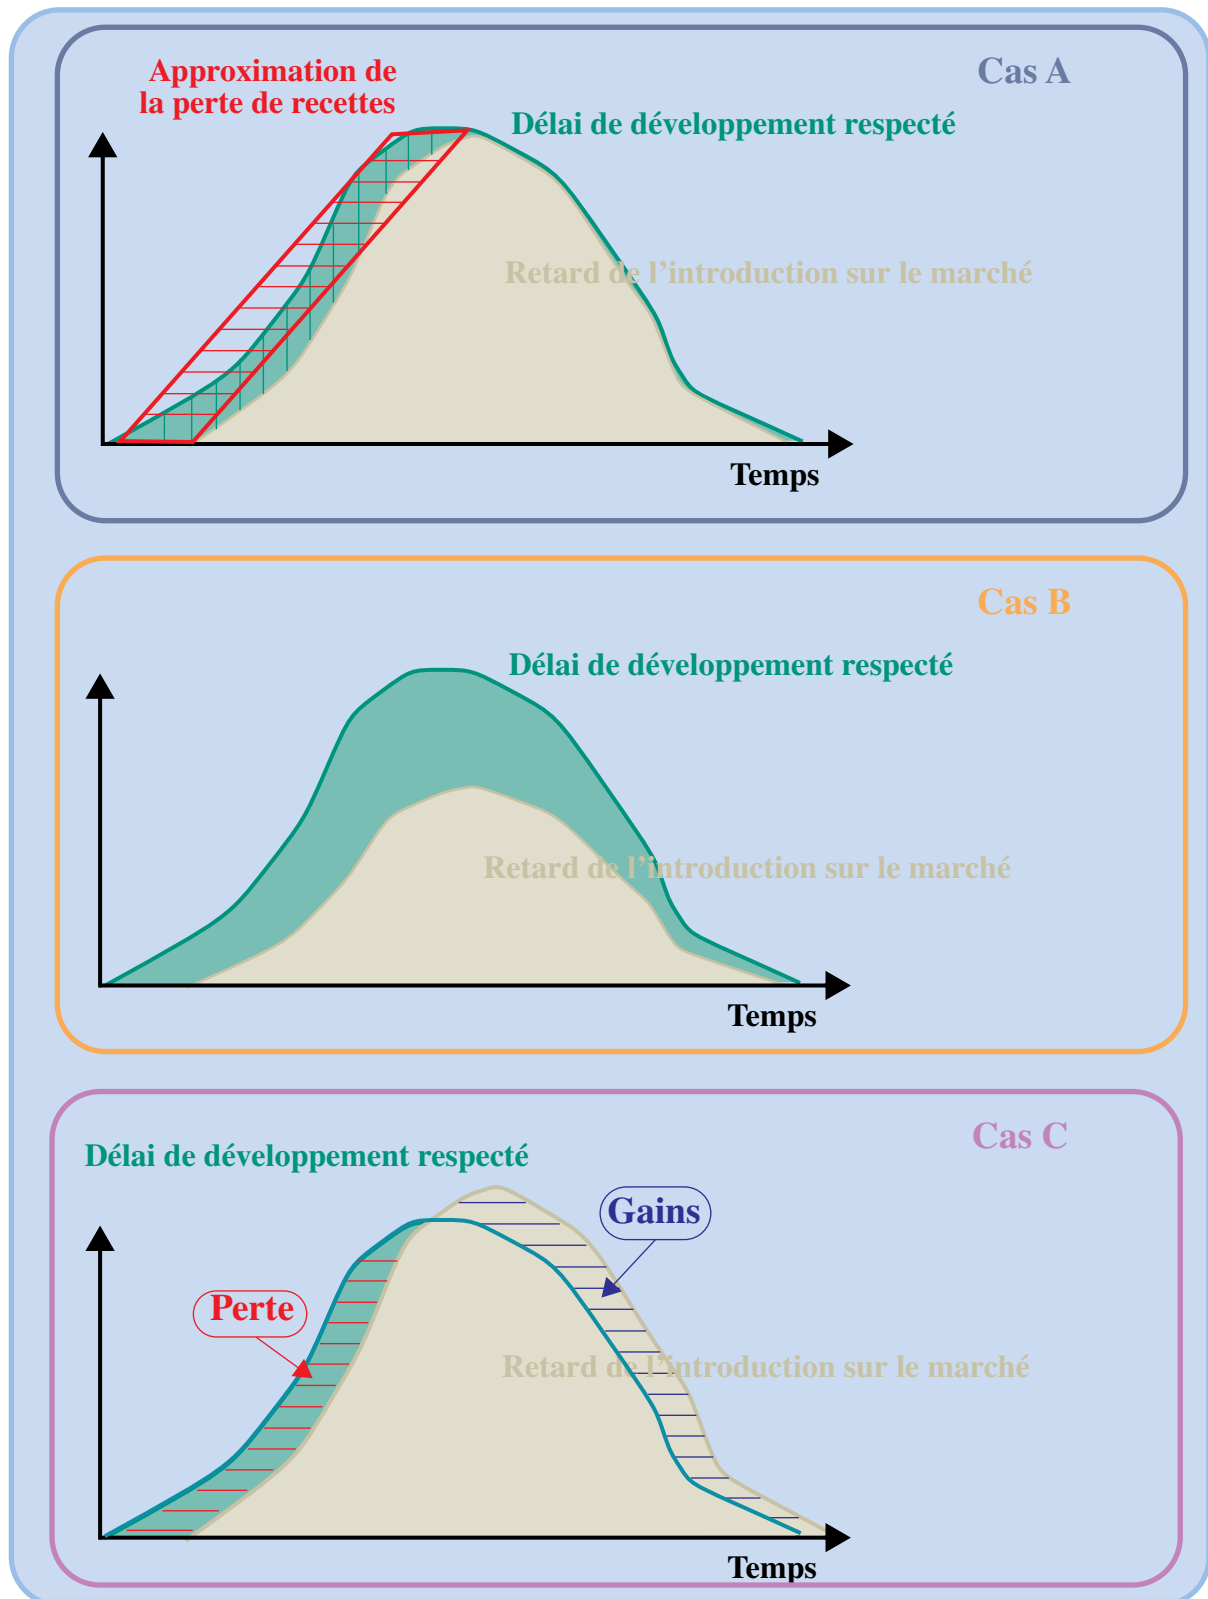 Cas A
Approximation de
la perte de recettes
Délai de développement respecté
Retard de l’introduction sur le marché
Temps
Cas B
Délai de développement respecté
Retard de l’introduction sur le marché
Temps
Cas C
Délai de développement respecté
Gains
Perte
Retard de l’introduction sur le marché
Temps